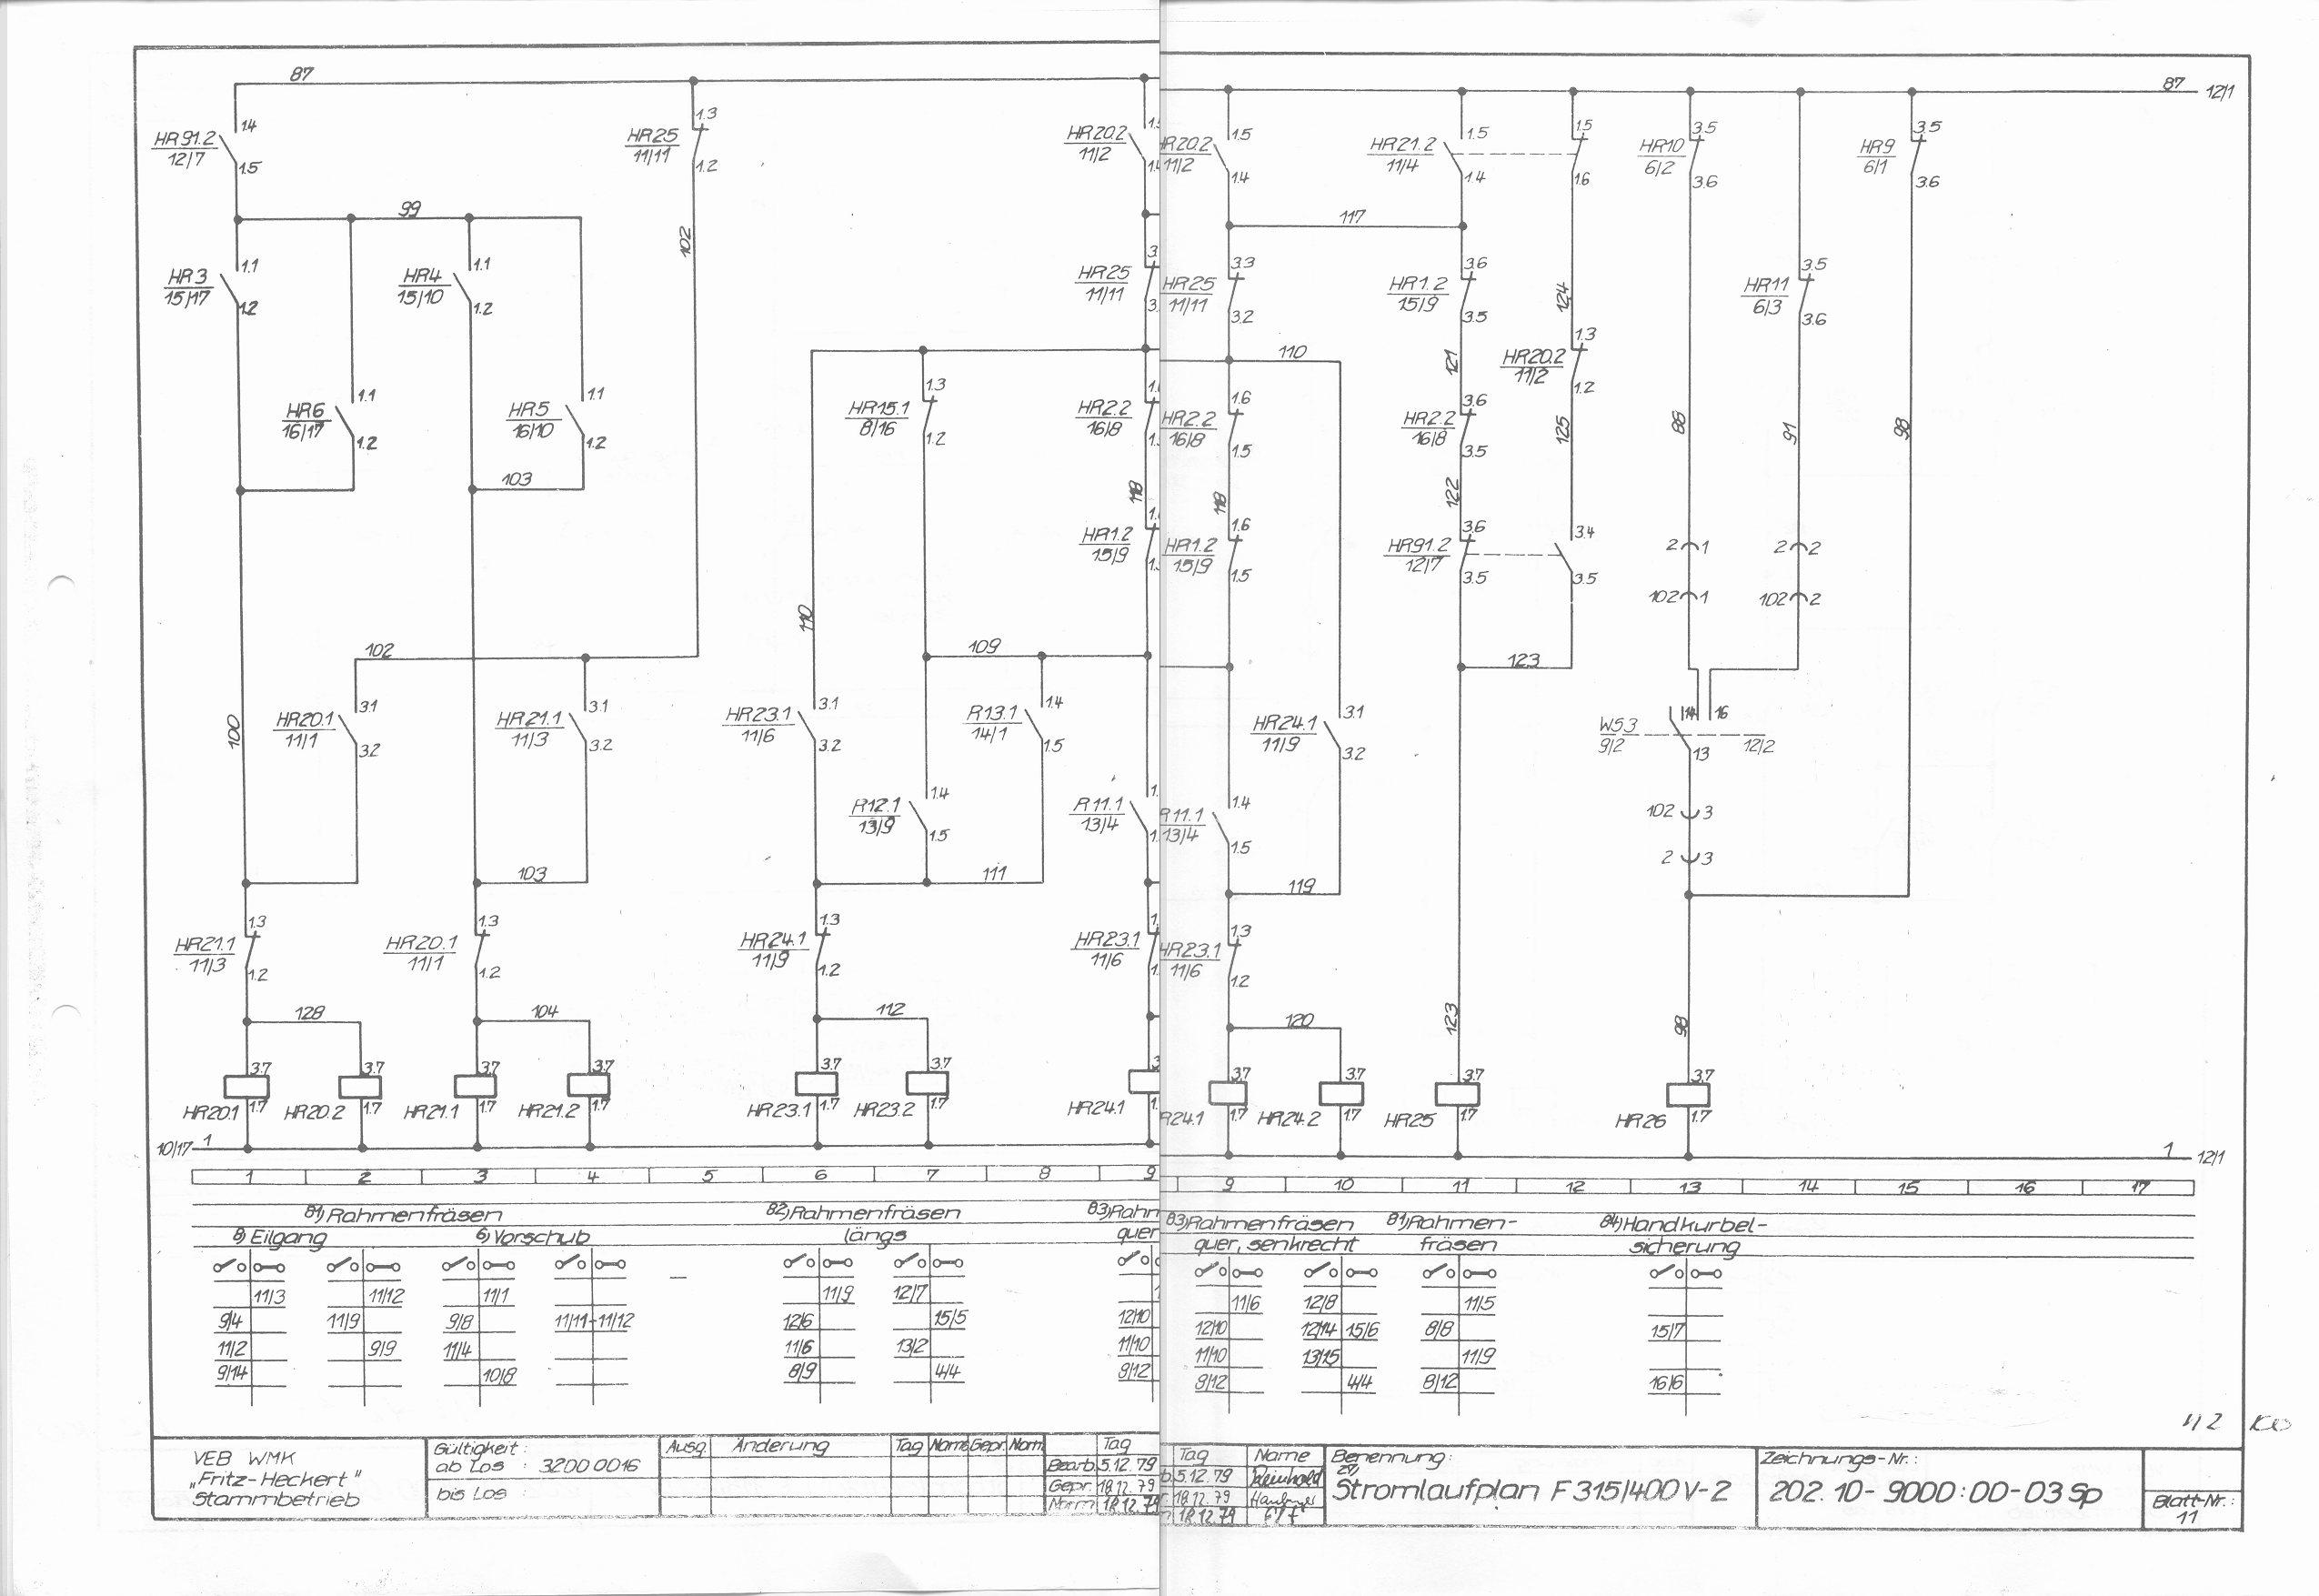 87
87 12/1
1.4
HR91.2
12/7
1.5
1.3
HR25
11/11
1.2
HR20.2
11/2
1.5
HR20.2
11/2
1.4
1.5
HR21.2
11/4
1.4
1.5
1.6
3.5
HR10
6/2
3.6
3.5
HR9
6/1
3.6
99
102
117
1.1
HR3
15/17
1.2
1.1
HR4
15/10
1.2
HR25
11/11
3.3
HR25
11/11
3.2
3.6
HR1.2
15/9
3.5
124
3.5
HR11
6/3
3.6
110
121
1.3
HR20.2
11/2
1.2
1.1
HR6
16/17
1.2
1.1
HR5
16/10
1.2
1.3
HR15.1
8/16
1.2
HR2.2
16/8
1.6
HR2.2
16/8
1.5
3.6
HR2.2
16/8
3.5
125
88
91
98
103
118
118
122
HR1.2
15/9
1.6
HR1.2
15/9
1.5
3.6
HR91.2
12/7
3.5
3.4
3.5
2 1
2 2
102 1
102 2
110
102
109
123
100
3.1
HR20.1
11/1
3.2
3.1
HR21.1
11/3
3.2
3.1
HR23.1
11/6
3.2
1.4
R13.1
14/1
1.5
3.1
HR24.1
11/9
3.2
14 16
WS3
9/2
12/2
13
1.4
R12.1
13/9
1.5
R11.1
13/4
1.4
R11.1
13/4
1.5
102 3
2 3
103
111
119
1.3
HR21.1
11/3
1.2
1.3
HR20.1
11/1
1.2
1.3
HR24.1
11/9
1.2
HR23.1
11/6
1.3
HR23.1
11/6
1.2
128
104
112
120
123
98
3.7 3.7 3.7 3.7 3.7 3.7 3.7 3.7 3.7 3.7
HR20.1 1.7 HR20.2 1.7 HR21.1 1.7 HR21.2 1.7 HR23.1 1.7 HR23.2 1.7 HR24.1 R24.1 1.7 HR24.2 1.7 HR25 1.7 HR26 1.7
10/17 1
1 12/1
1 2 3 4 5 6 7 8 9 9 10 11 12 13 14 15 16 17
81) Rahmenfräsen 82) Rahmenfräsen 83) Rahm 83) Rahmenfräsen 81) Rahmen- 84) Handkurbel-
8) Eilgang 6) Vorschub längs quer quer, senkrecht fräsen sicherung
11/3 11/12 11/1 11/9 12/7 11/6 12/8 11/5
9/4 11/9 9/8 11/11 11/12 12/6 15/5 12/10 12/10 12/14 15/6 8/8 15/7
11/2 9/9 11/4 11/6 13/2 11/10 11/10 13/15 11/9
9/14 10/8 8/9 4/4 9/12 9/12 4/4 8/12 16/6
VEB WMK
„Fritz-Heckert"
Stammbetrieb
Gültigkeit:
ab Los : 32000016
bis Los :
Ausg. Änderung Tag Name Gepr. Norm.
Tag
Bearb. 5.12.79
Gepr. 18.12.79
Norm. 18.12.79
Tag Name
5.12.79 Reinhold
18.12.79
18.12.79
Benennung:
Stromlaufplan F 315/400 V-2
Zeichnungs-Nr.:
202.10-9000:00-03 Sp
Blatt-Nr.:
11